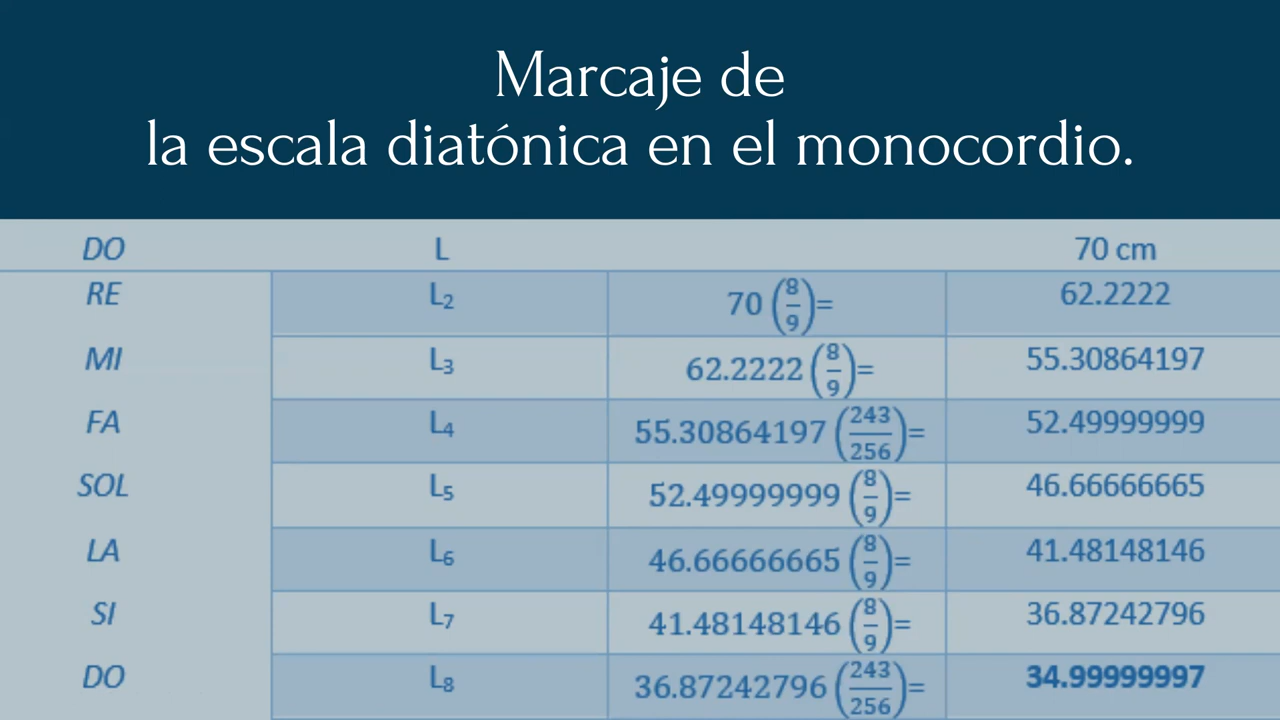 Marcaje de
la escala diatónica en el monocordio.
DO L 70 cm
RE L₂ 70 (8/9)= 62.2222
MI L₃ 62.2222 (8/9)= 55.30864197
FA L₄ 55.30864197 (243/256)= 52.49999999
SOL L₅ 52.49999999 (8/9)= 46.66666665
LA L₆ 46.66666665 (8/9)= 41.48148146
SI L₇ 41.48148146 (8/9)= 36.87242796
DO L₈ 36.87242796 (243/256)= 34.99999997